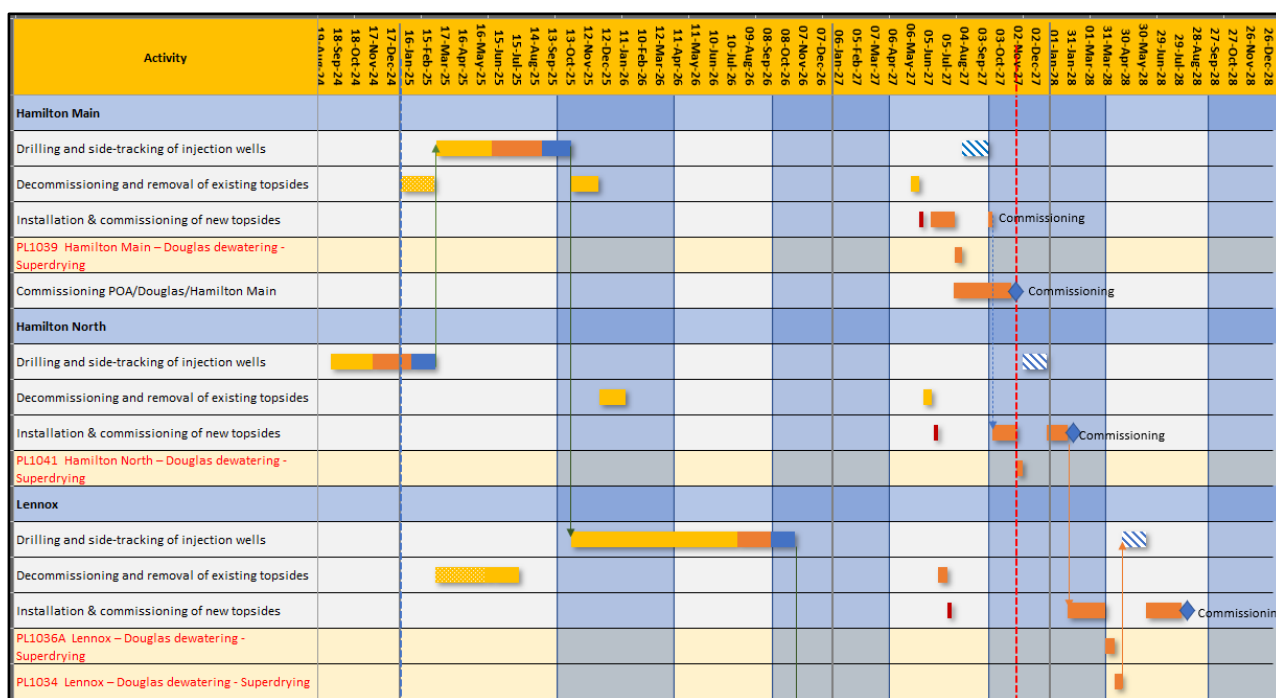 Activity
19-Aug-24
18-Sep-24
18-Oct-24
17-Nov-24
17-Dec-24
16-Jan-25
15-Feb-25
17-Mar-25
16-Apr-25
16-May-25
15-Jun-25
15-Jul-25
14-Aug-25
13-Sep-25
13-Oct-25
12-Nov-25
12-Dec-25
11-Jan-26
10-Feb-26
12-Mar-26
11-Apr-26
11-May-26
10-Jun-26
10-Jul-26
09-Aug-26
08-Sep-26
08-Oct-26
07-Nov-26
07-Dec-26
06-Jan-27
05-Feb-27
07-Mar-27
06-Apr-27
06-May-27
05-Jun-27
05-Jul-27
04-Aug-27
03-Sep-27
03-Oct-27
02-Nov-27
02-Dec-27
01-Jan-28
31-Jan-28
01-Mar-28
31-Mar-28
30-Apr-28
30-May-28
29-Jun-28
29-Jul-28
28-Aug-28
27-Sep-28
27-Oct-28
26-Nov-28
26-Dec-28
Hamilton Main
Drilling and side-tracking of injection wells
Decommissioning and removal of existing topsides
Installation & commissioning of new topsides
Commissioning
PL1039 Hamilton Main – Douglas dewatering -
Superdrying
Commissioning POA/Douglas/Hamilton Main
Commissioning
Hamilton North
Drilling and side-tracking of injection wells
Decommissioning and removal of existing topsides
Installation & commissioning of new topsides
Commissioning
PL1041 Hamilton North – Douglas dewatering -
Superdrying
Lennox
Drilling and side-tracking of injection wells
Decommissioning and removal of existing topsides
Installation & commissioning of new topsides
Commissioning
PL1036A Lennox – Douglas dewatering -
Superdrying
PL1034 Lennox – Douglas dewatering - Superdrying